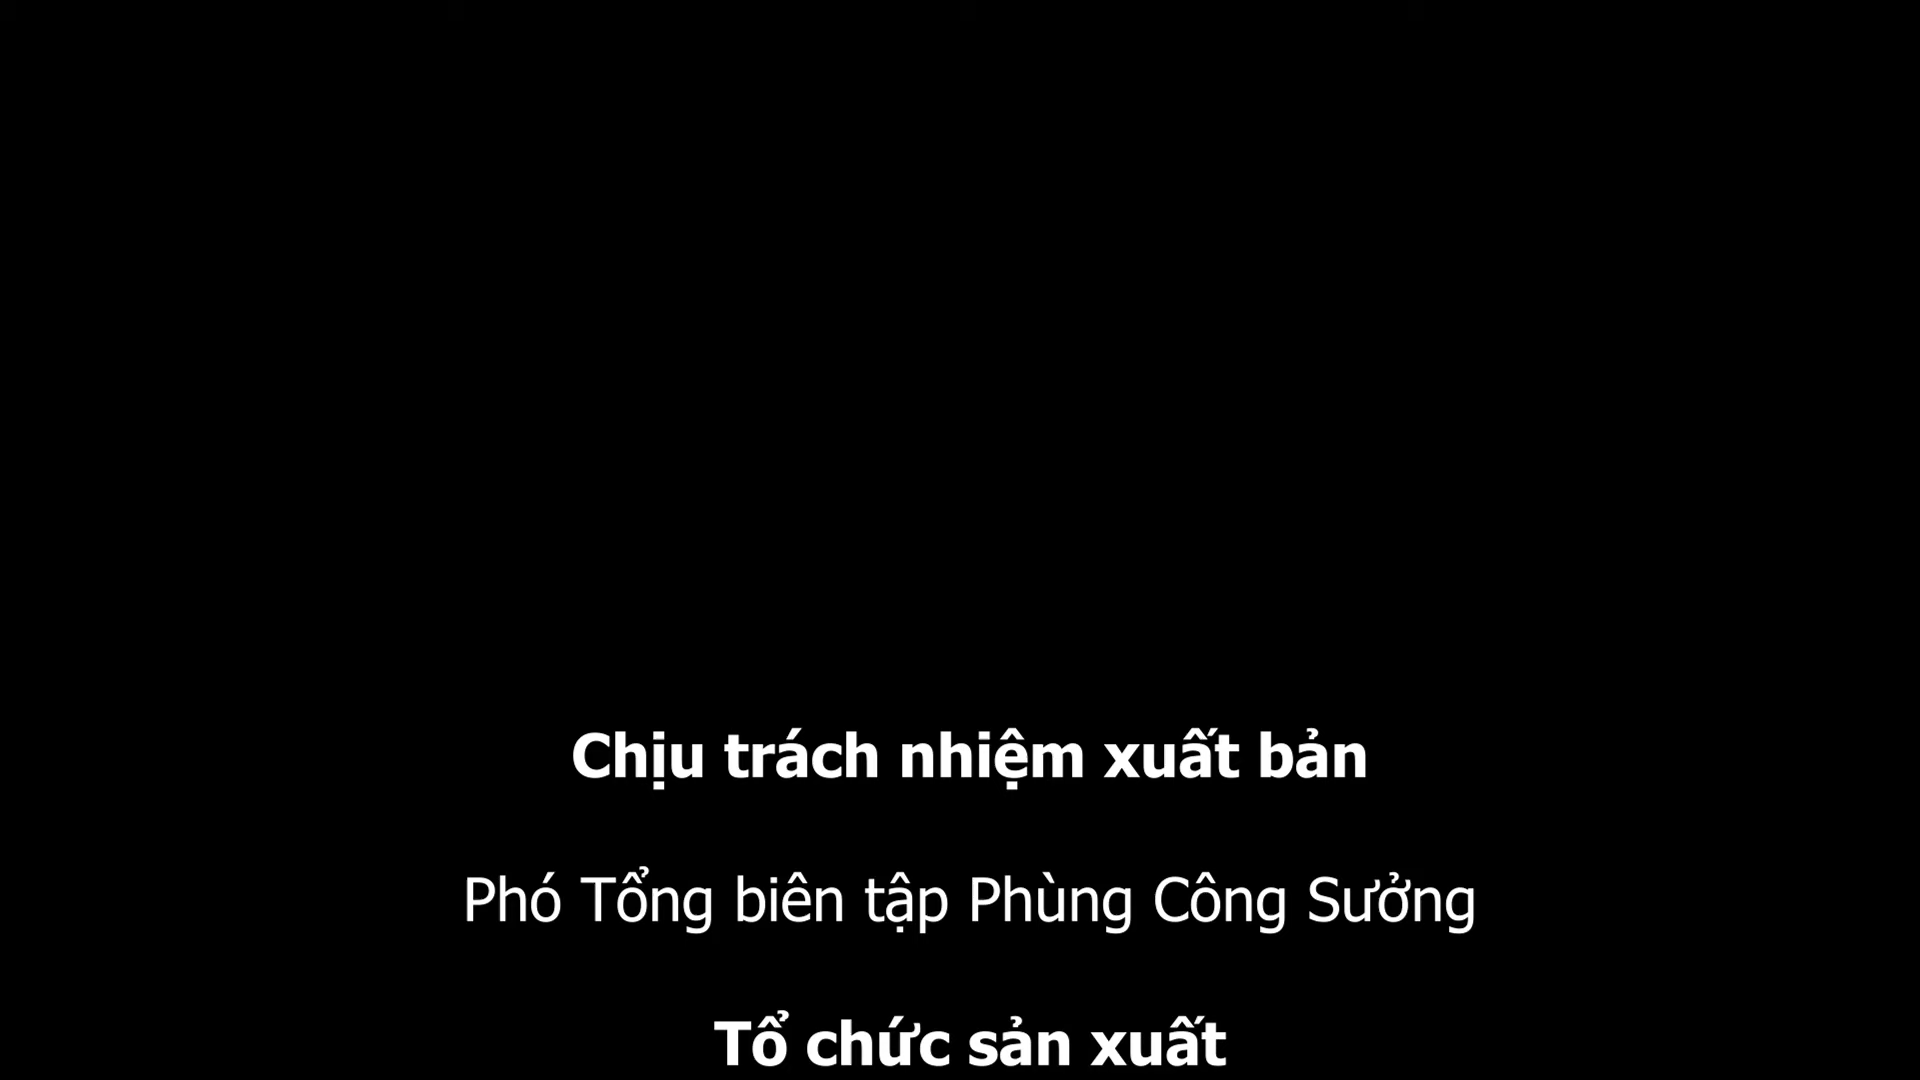 Chịu trách nhiệm xuất bản
Phó Tổng biên tập Phùng Công Sưởng
Tổ chức sản xuất